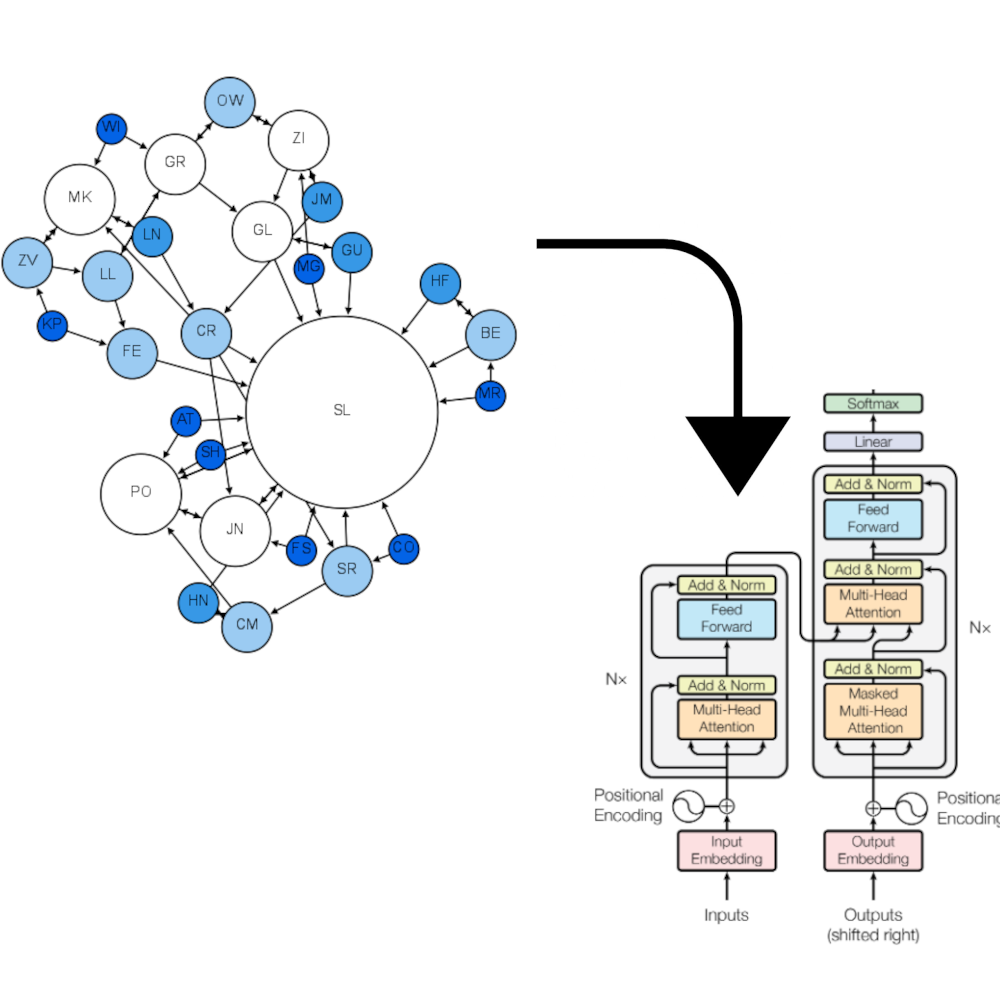 OW
WI
ZI
GR
MK
JM
GL
LN
GU
ZV
LL
MG
HF
KP
CR
BE
FE
MR
SL
AT
SH
PO
JN
FS
CO
SR
HN
CM
Softmax
Linear
Add & Norm
Feed
Forward
Add & Norm
Multi-Head
Attention
Nx
Add & Norm
Masked
Multi-Head
Attention
Add & Norm
Feed
Forward
Nx
Add & Norm
Multi-Head
Attention
Positional
Encoding
Positiona
Encoding
Input
Embedding
Output
Embedding
Inputs
Outputs
(shifted right)